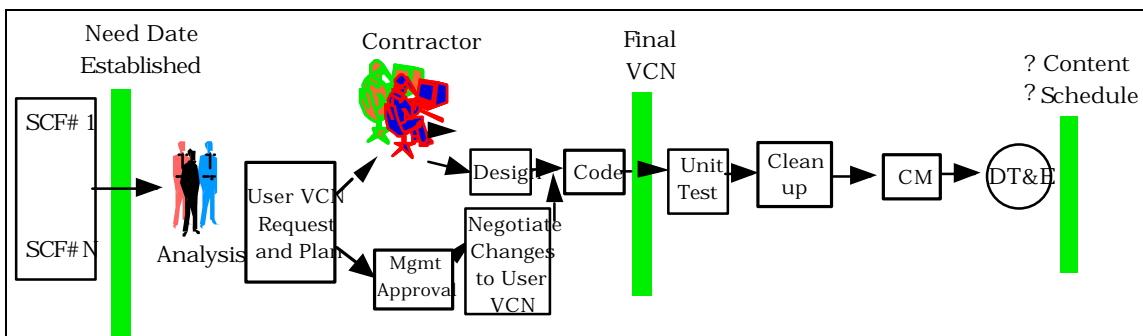 Need Date
Established
SCF# 1
SCF# N
Analysis
User VCN
Request
and Plan
Contractor
Mgmt
Approval
Design
Negotiate
Changes
to User
VCN
Code
Final
VCN
Unit
Test
Clean
up
CM
DT&E
? Content
? Schedule